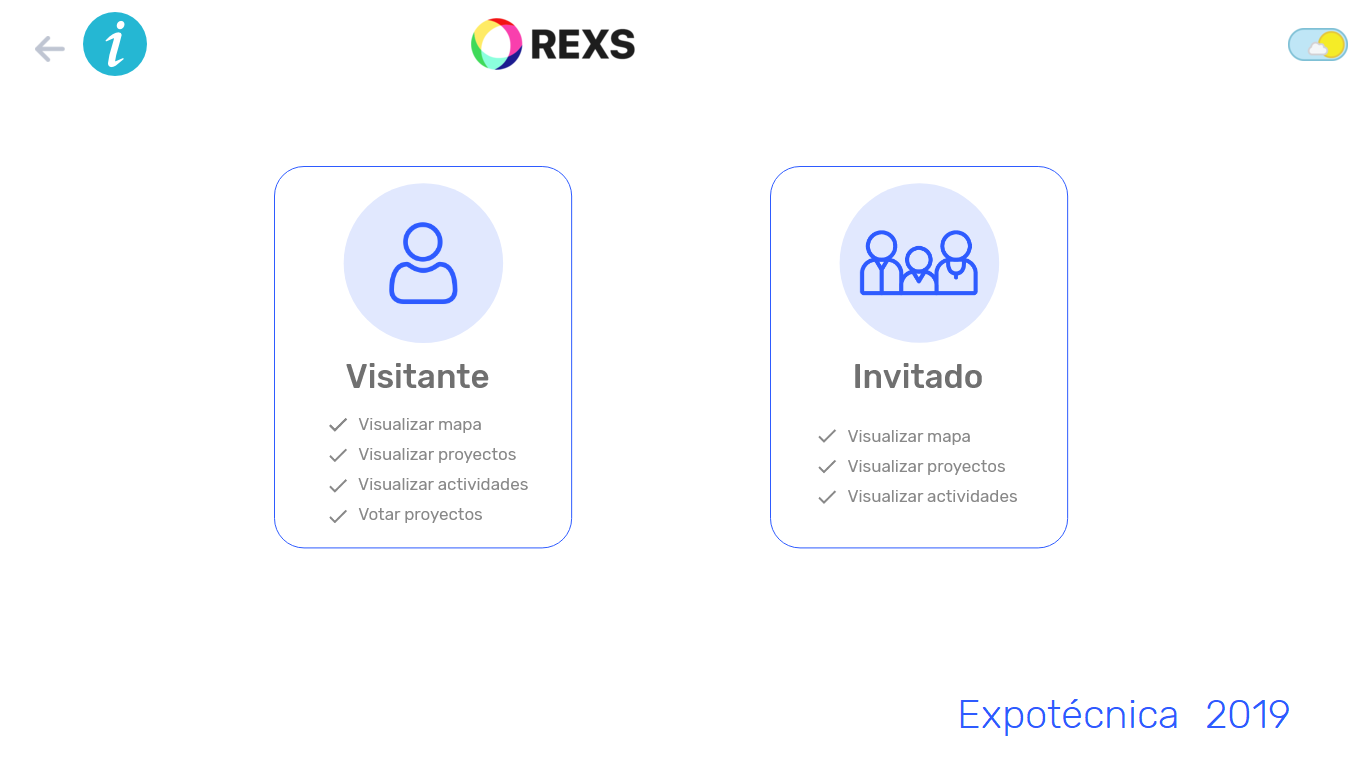 i
REXS
Visitante
Visualizar mapa
Visualizar proyectos
Visualizar actividades
Votar proyectos
Invitado
Visualizar mapa
Visualizar proyectos
Visualizar actividades
Expotécnica 2019